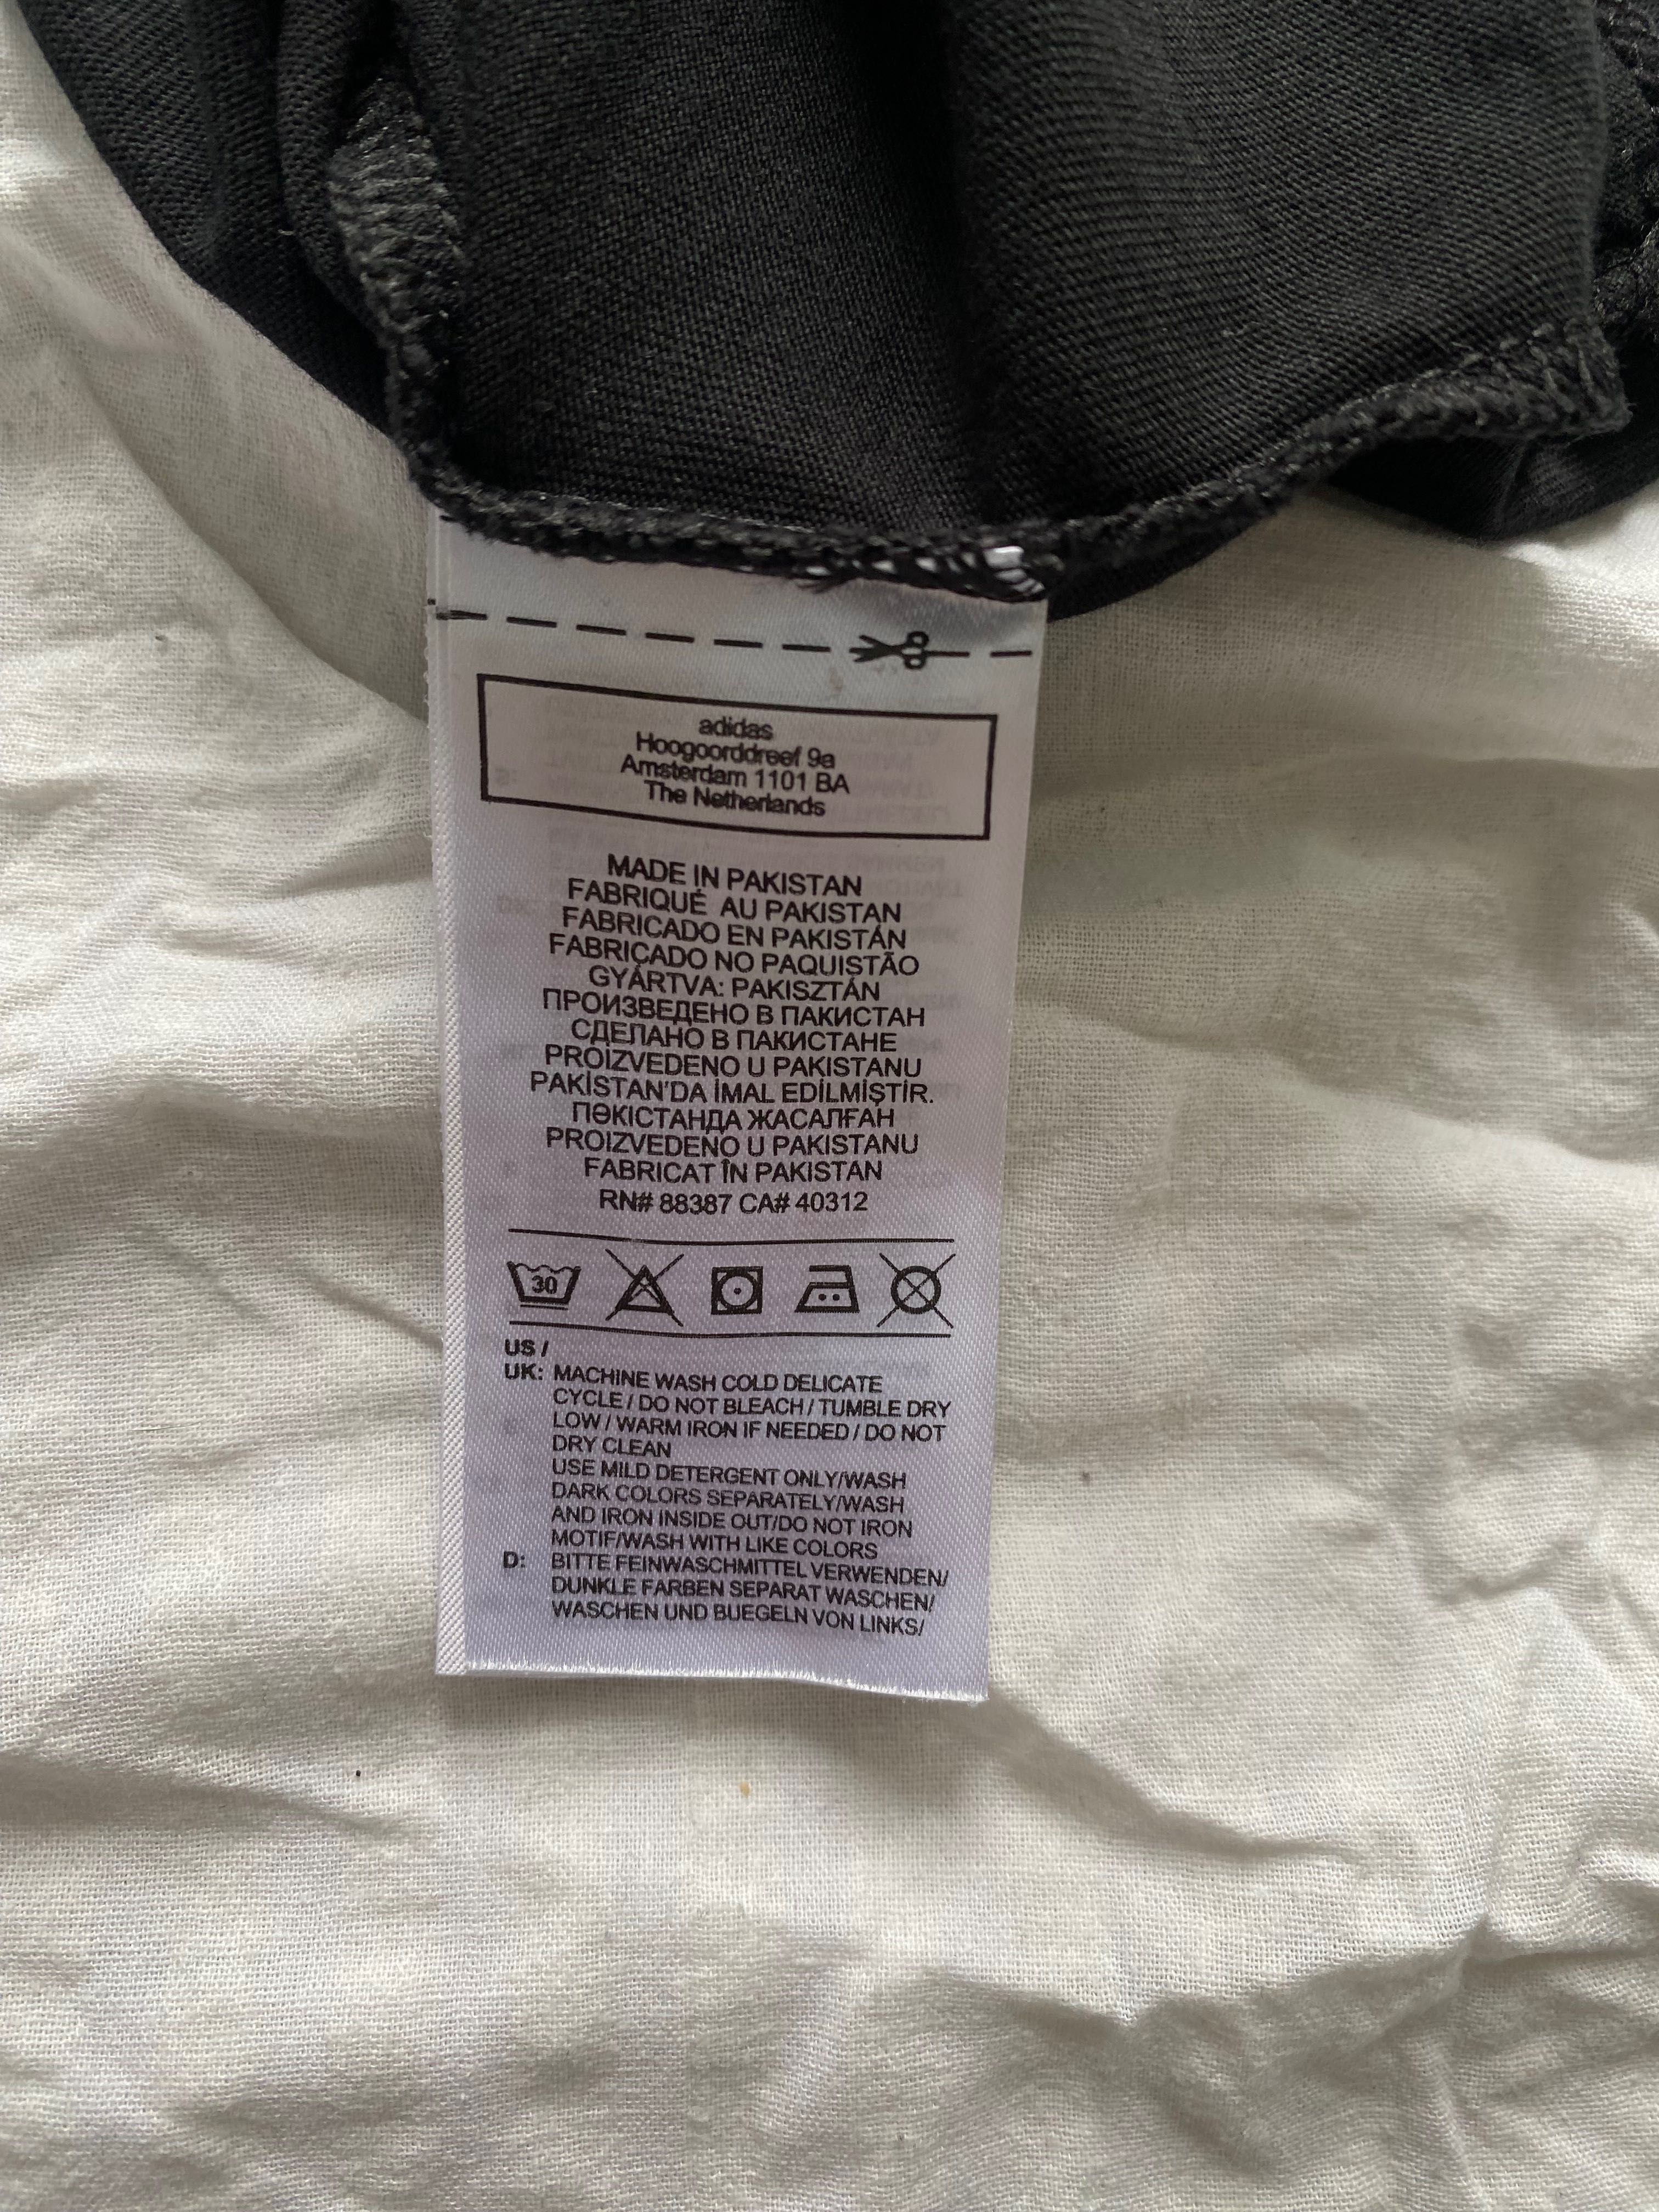 adidas
Hoogoorddreef 9a
Amsterdam 1101 BA
The Netherlands
MADE IN PAKISTAN
FABRIQUÉ AU PAKISTAN
FABRICADO EN PAKISTÁN
FABRICADO NO PAQUISTÃO
GYÁRTVA: PAKISZTÁN
ПРОИЗВЕДЕНО В ПАКИСТАН
СДЕЛАНО В ПАКИСТАНЕ
PROIZVEDENO U PAKISTANU
PAKİSTAN'DA İMAL EDİLMİŞTİR.
ПӘКІСТАНДА ЖАСАЛҒАН
PROIZVEDENO U PAKISTANU
FABRICAT ÎN PAKISTAN
RN# 88387 CA# 40312
30
US /
UK: MACHINE WASH COLD DELICATE
CYCLE / DO NOT BLEACH / TUMBLE DRY
LOW / WARM IRON IF NEEDED / DO NOT
DRY CLEAN
USE MILD DETERGENT ONLY/WASH
DARK COLORS SEPARATELY/WASH
AND IRON INSIDE OUT/DO NOT IRON
MOTIF/WASH WITH LIKE COLORS
D: BITTE FEINWASCHMITTEL VERWENDEN/
DUNKLE FARBEN SEPARAT WASCHEN/
WASCHEN UND BUEGELN VON LINKS/